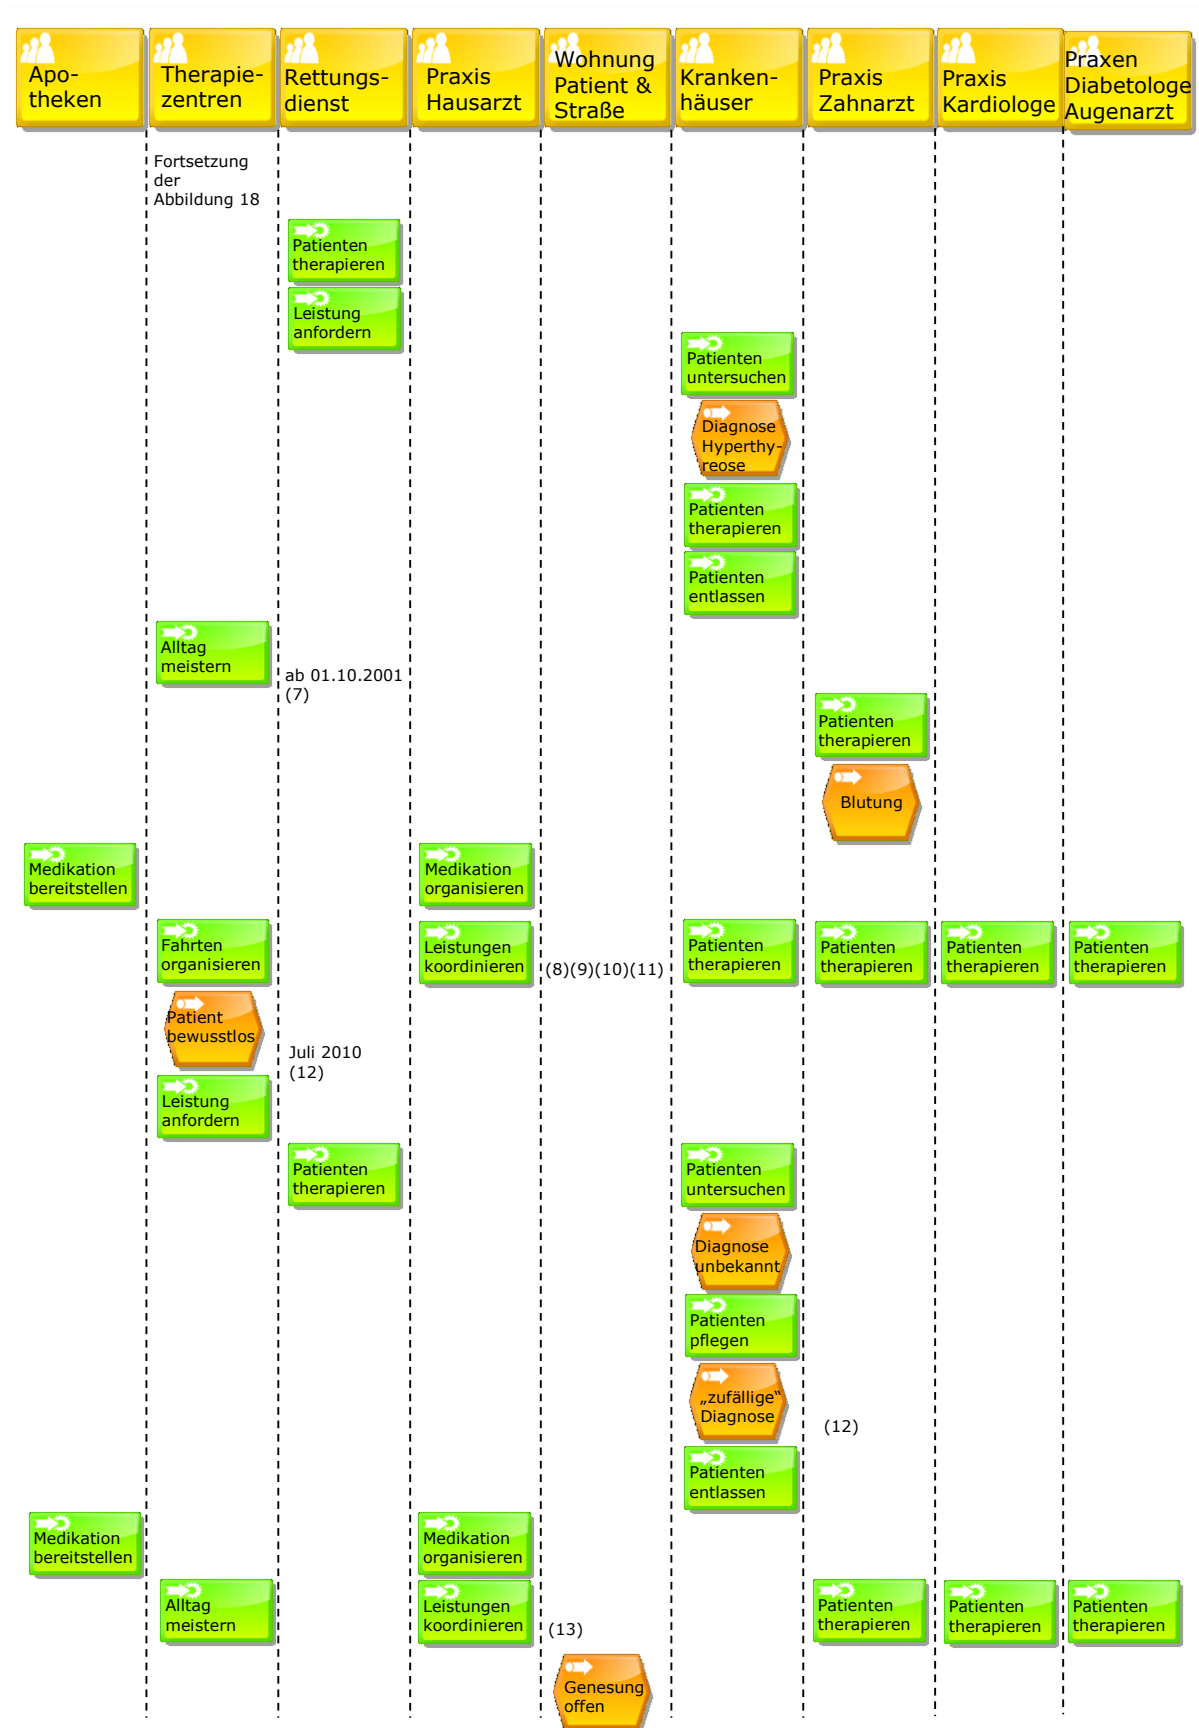 Apo-
theken
Therapie-
zentren
Rettungs-
dienst
Praxis
Hausarzt
Wohnung
Patient &
Straße
Kranken-
häuser
Praxis
Zahnarzt
Praxis
Kardiologe
Praxen
Diabetologe
Augenarzt
Fortsetzung
der
Abbildung 18
Patienten
therapieren
Leistung
anfordern
Patienten
untersuchen
Diagnose
Hyperthy-
reose
Patienten
therapieren
Patienten
entlassen
Alltag
meistern
ab 01.10.2001
(7)
Patienten
therapieren
Blutung
Medikation
bereitstellen
Medikation
organisieren
Fahrten
organisieren
Leistungen
koordinieren
(8)(9)(10)(11)
Patienten
therapieren
Patienten
therapieren
Patienten
therapieren
Patienten
therapieren
Patient
bewusstlos
Juli 2010
(12)
Leistung
anfordern
Patienten
therapieren
Patienten
untersuchen
Diagnose
unbekannt
Patienten
pflegen
„zufällige“
Diagnose
(12)
Patienten
entlassen
Medikation
bereitstellen
Medikation
organisieren
Alltag
meistern
Leistungen
koordinieren
(13)
Patienten
therapieren
Patienten
therapieren
Patienten
therapieren
Genesung
offen